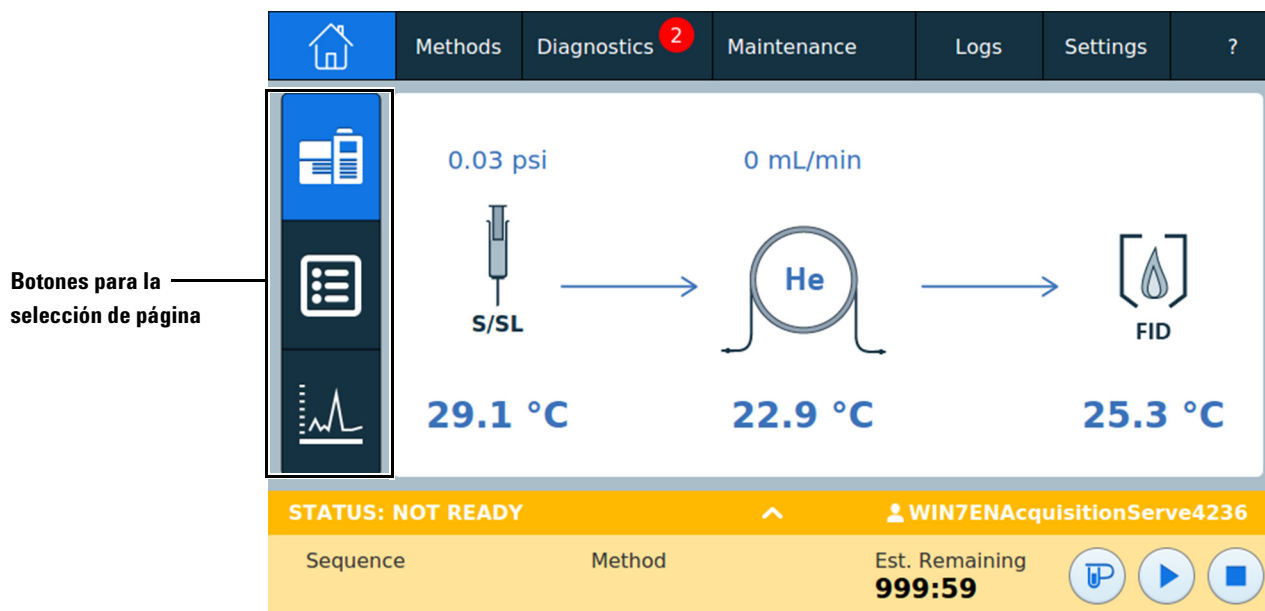 Methods
Diagnostics
2
Maintenance
Logs
Settings
?
0.03 psi
0 mL/min
He
S/SL
FID
29.1 °C
22.9 °C
25.3 °C
Botones para la
selección de página
STATUS: NOT READY
WIN7ENAcquisitionServe4236
Sequence
Method
Est. Remaining
999:59